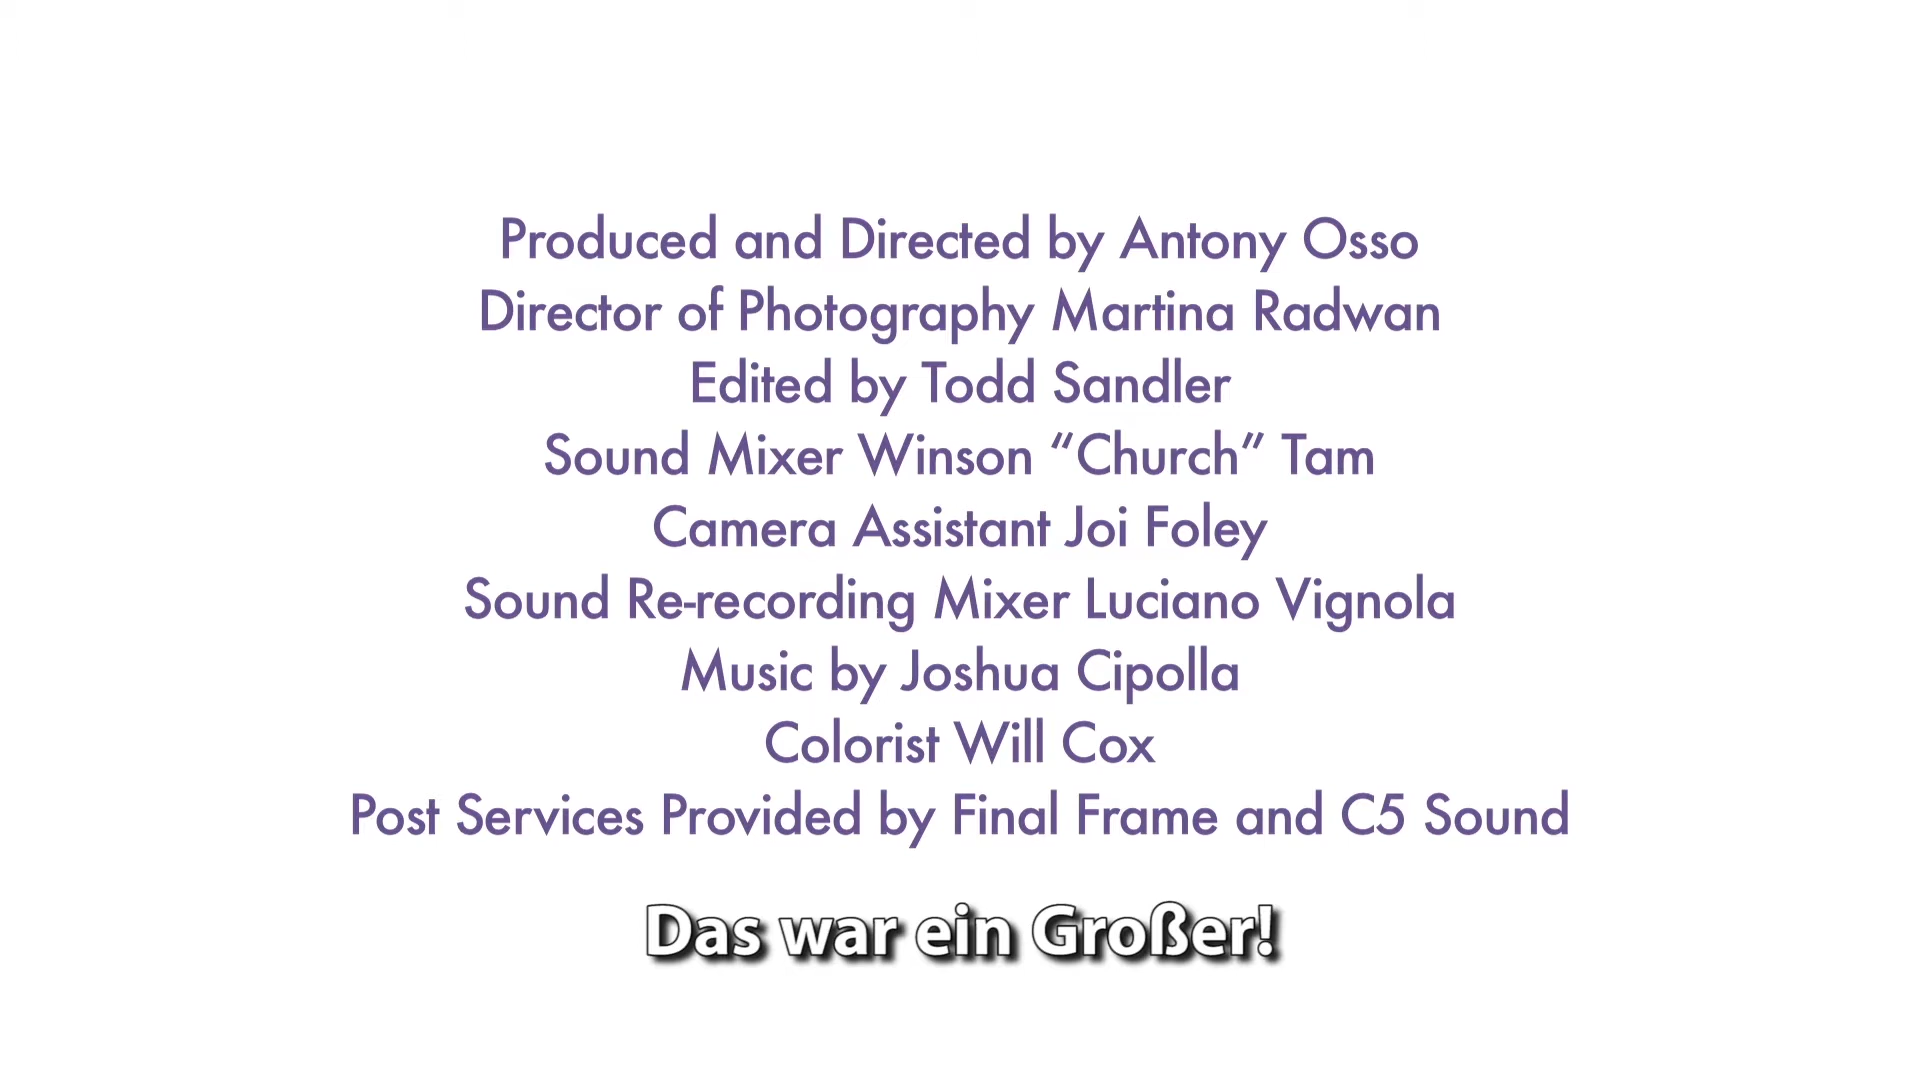 Produced and Directed by Antony Osso
Director of Photography Martina Radwan
Edited by Todd Sandler
Sound Mixer Winson “Church” Tam
Camera Assistant Joi Foley
Sound Re-recording Mixer Luciano Vignola
Music by Joshua Cipolla
Colorist Will Cox
Post Services Provided by Final Frame and C5 Sound
Das war ein Großer!